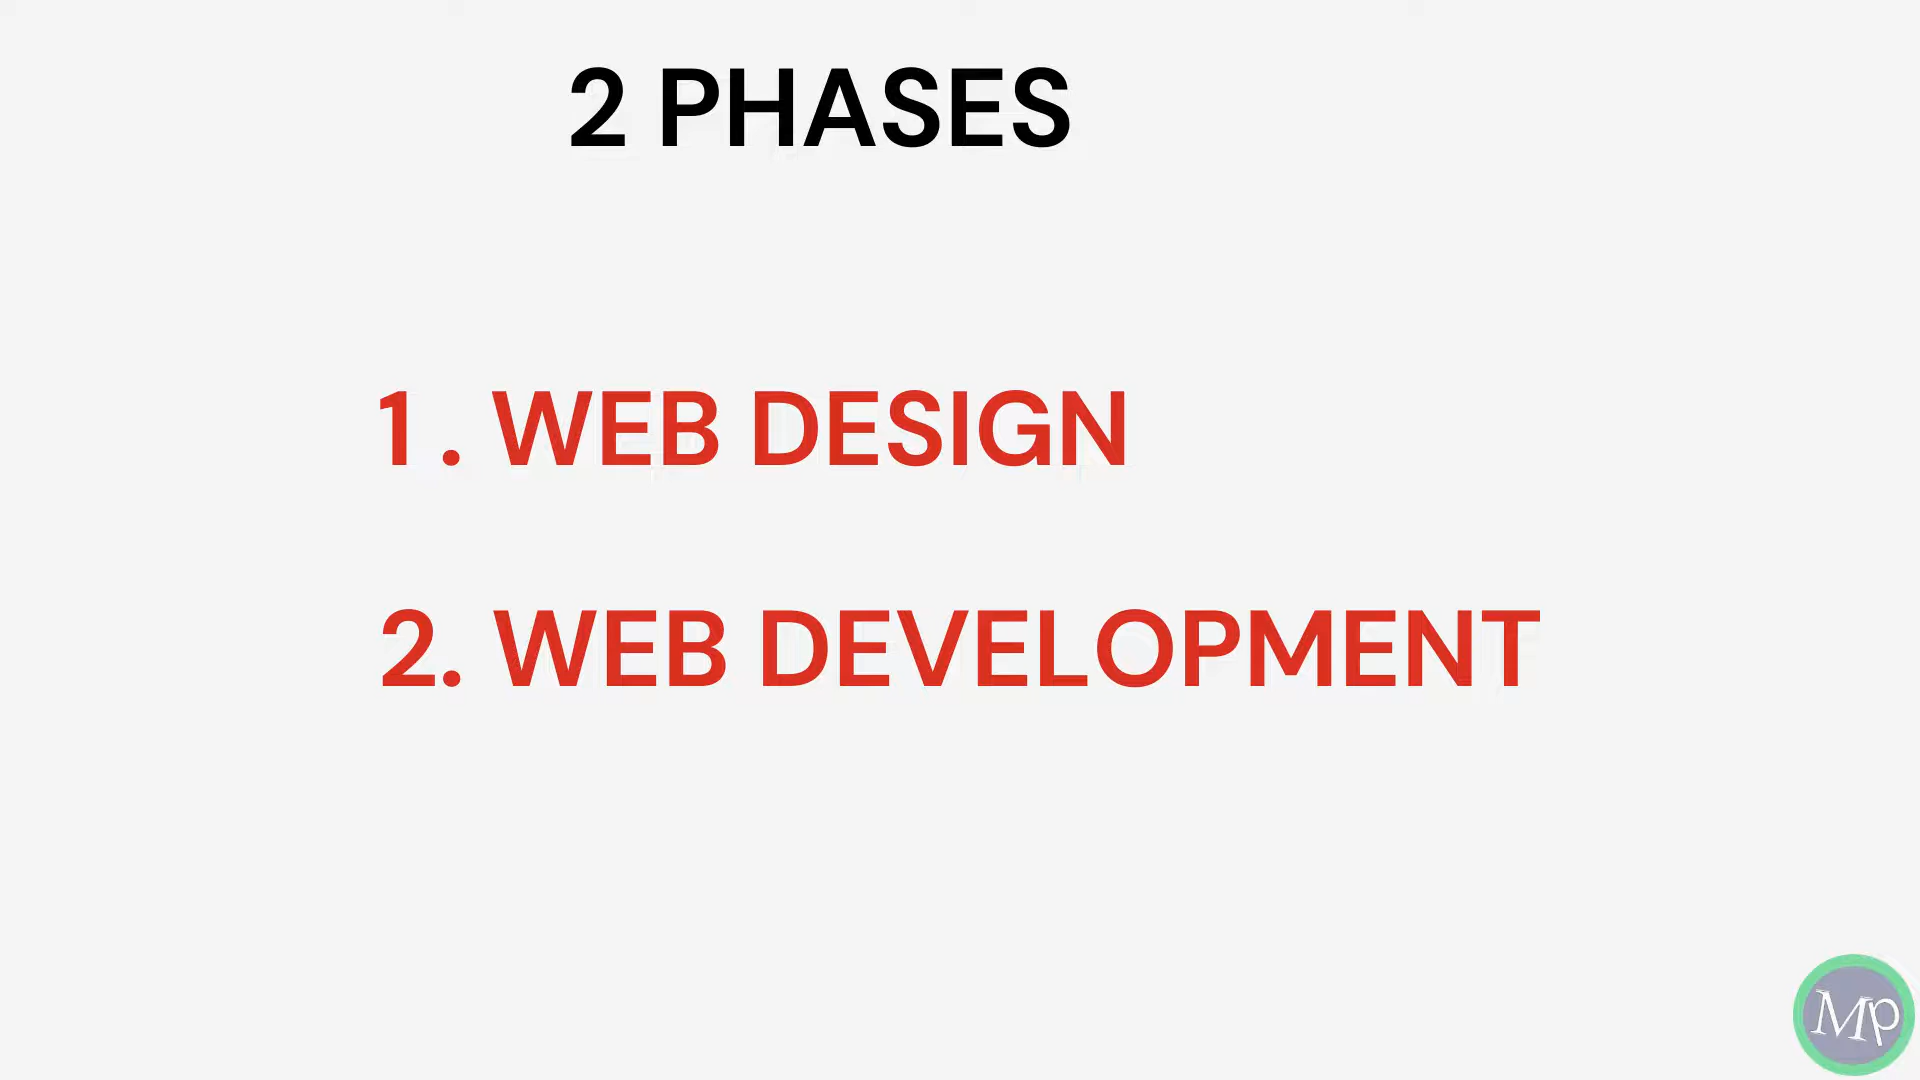 2 PHASES
1 . WEB DESIGN
2. WEB DEVELOPMENT
Mp